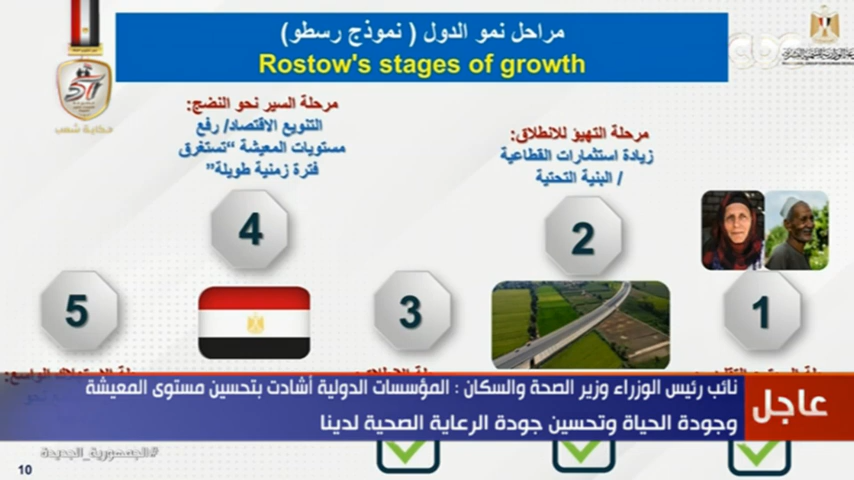 مراحل نمو الدول ( نموذج رسطو)
Rostow's stages of growth
cbc
حكاية شعب
مرحلة السير نحو النضج:
التنويع الاقتصاد/ رفع
مستويات المعيشة “تستغرق
فترة زمنية طويلة”
مرحلة التهيؤ للانطلاق:
زيادة استثمارات القطاعية
/ البنية التحتية
1
2
3
4
5
عاجل
نائب رئيس الوزراء وزير الصحة والسكان : المؤسسات الدولية أشادت بتحسين مستوى المعيشة
وجودة الحياة وتحسين جودة الرعاية الصحية لدينا
#الجمهورية_الجديدة
10